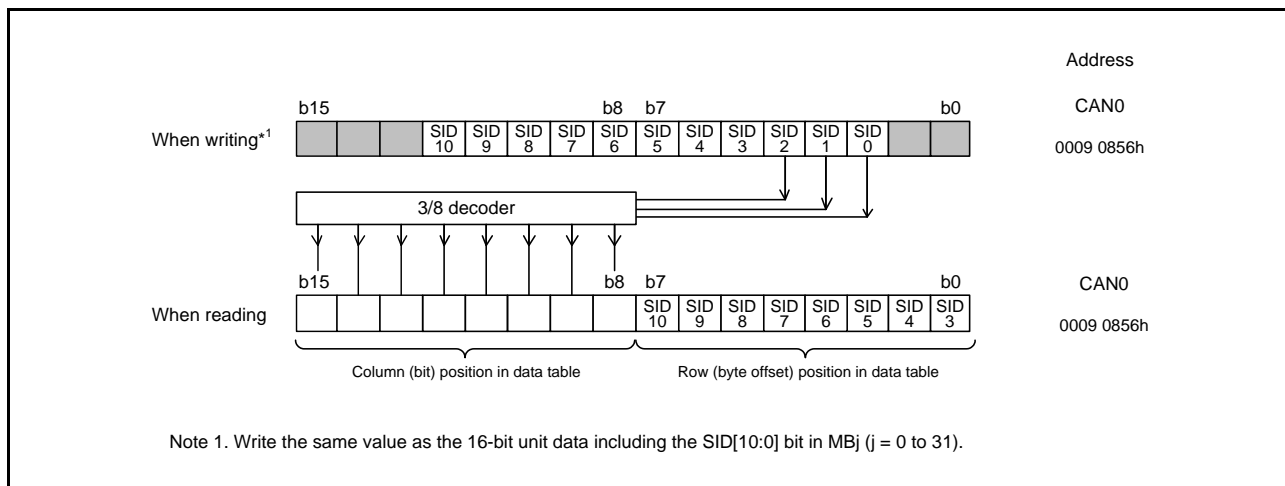 Address
b15 b8 b7 b0 CAN0
When writing*1 SID 10 SID 9 SID 8 SID 7 SID 6 SID 5 SID 4 SID 3 SID 2 SID 1 SID 0 0009 0856h
3/8 decoder
b15 b8 b7 b0 CAN0
When reading SID 10 SID 9 SID 8 SID 7 SID 6 SID 5 SID 4 SID 3 0009 0856h
Column (bit) position in data table Row (byte offset) position in data table
Note 1. Write the same value as the 16-bit unit data including the SID[10:0] bit in MBj (j = 0 to 31).